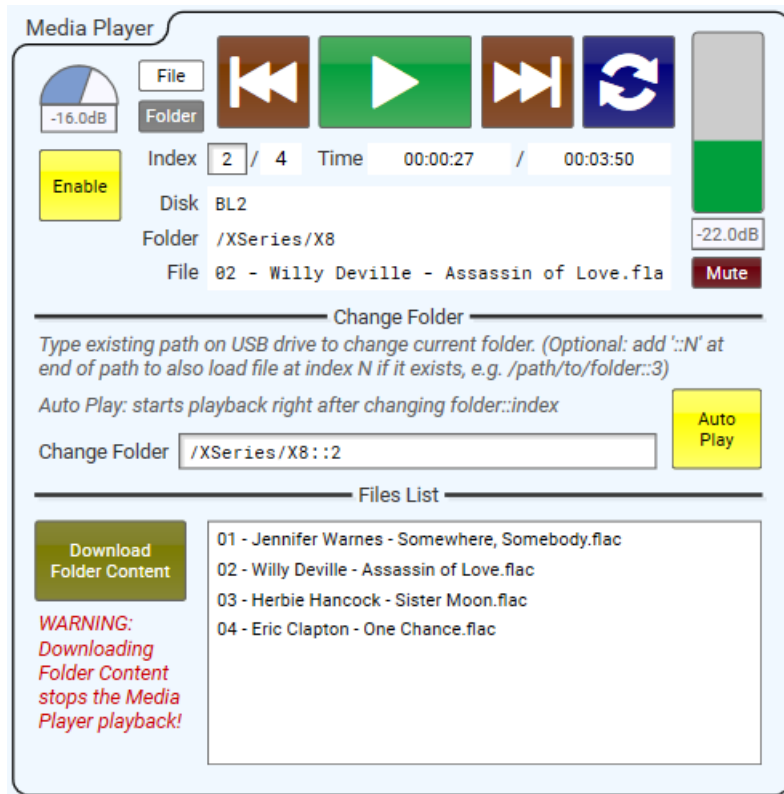 Media Player
File
-16.0dB
Folder
Index 2 / 4 Time 00:00:27 / 00:03:50
Enable
Disk BL2
Folder /XSeries/X8
-22.0dB
File 02 - Willy Deville - Assassin of Love.fla
Mute
Change Folder
Type existing path on USB drive to change current folder. (Optional: add '::N' at
end of path to also load file at index N if it exists, e.g. /path/to/folder::3)
Auto Play: starts playback right after changing folder::index
Auto
Play
Change Folder /XSeries/X8::2
Files List
Download
Folder Content
WARNING:
Downloading
Folder Content
stops the Media
Player playback!
01 - Jennifer Warnes - Somewhere, Somebody.flac
02 - Willy Deville - Assassin of Love.flac
03 - Herbie Hancock - Sister Moon.flac
04 - Eric Clapton - One Chance.flac